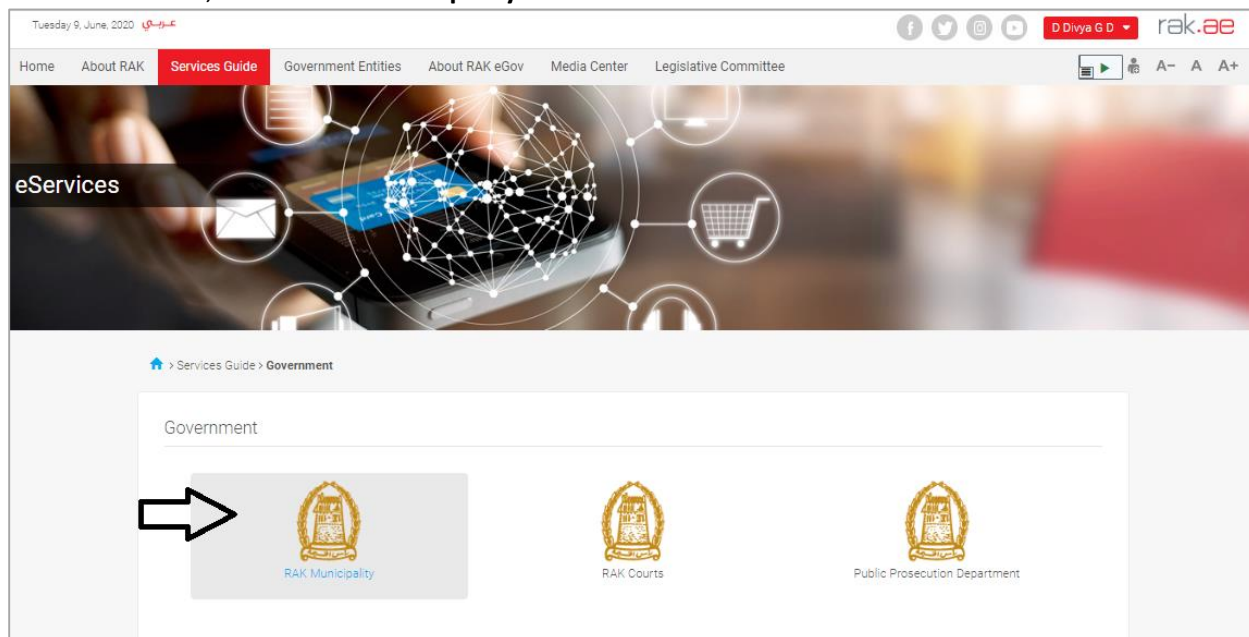 Tuesday 9, June, 2020 عربي
D Divya G D
rak.ae
Home About RAK Services Guide Government Entities About RAK eGov Media Center Legislative Committee A- A A+
eServices
> Services Guide > Government
Government
RAK Municipality RAK Courts Public Prosecution Department